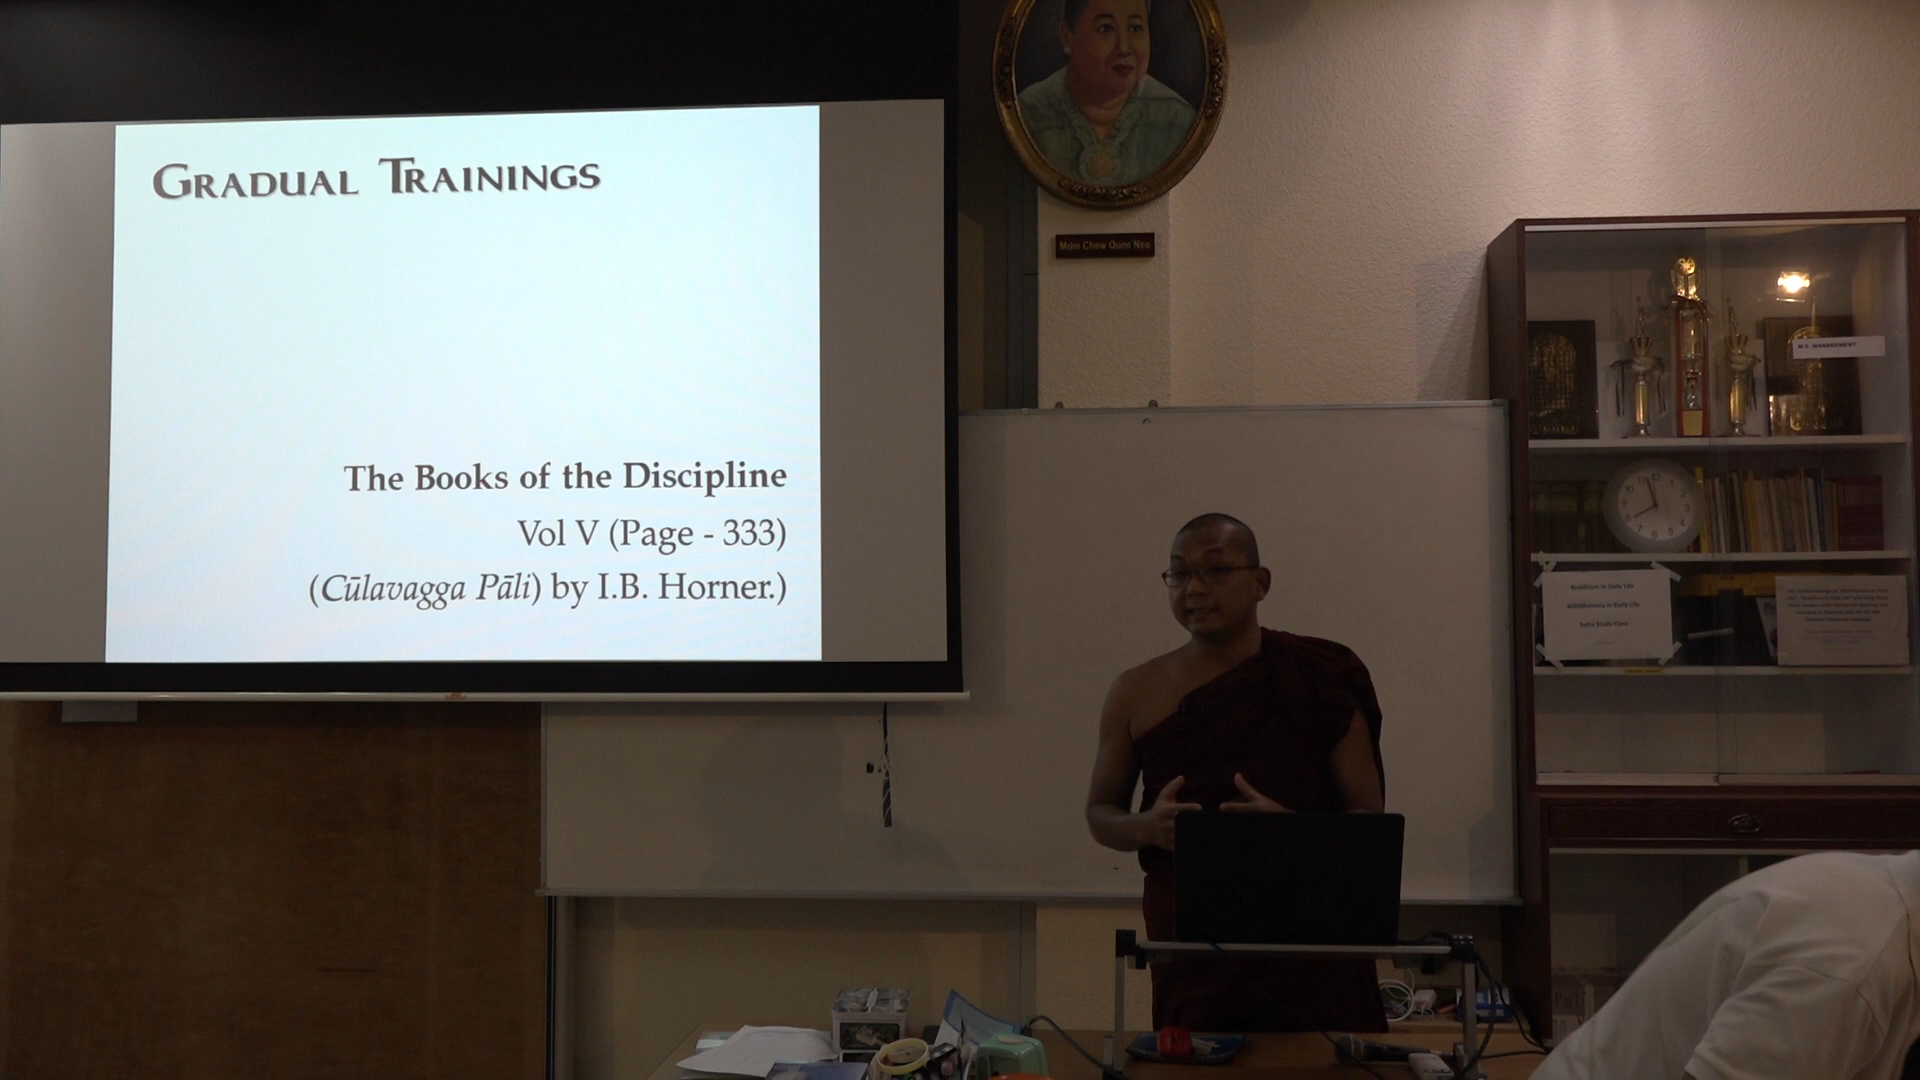 GRADUAL TRAININGS
The Books of the Discipline
Vol V (Page - 333)
(Cūlavagga Pāli) by I.B. Horner.)
Mdm Chew Quee Neo
M.V. MANAGEMENT
Buddhism in Daily Life
Abhidhamma in Daily Life
Sutta Study Class